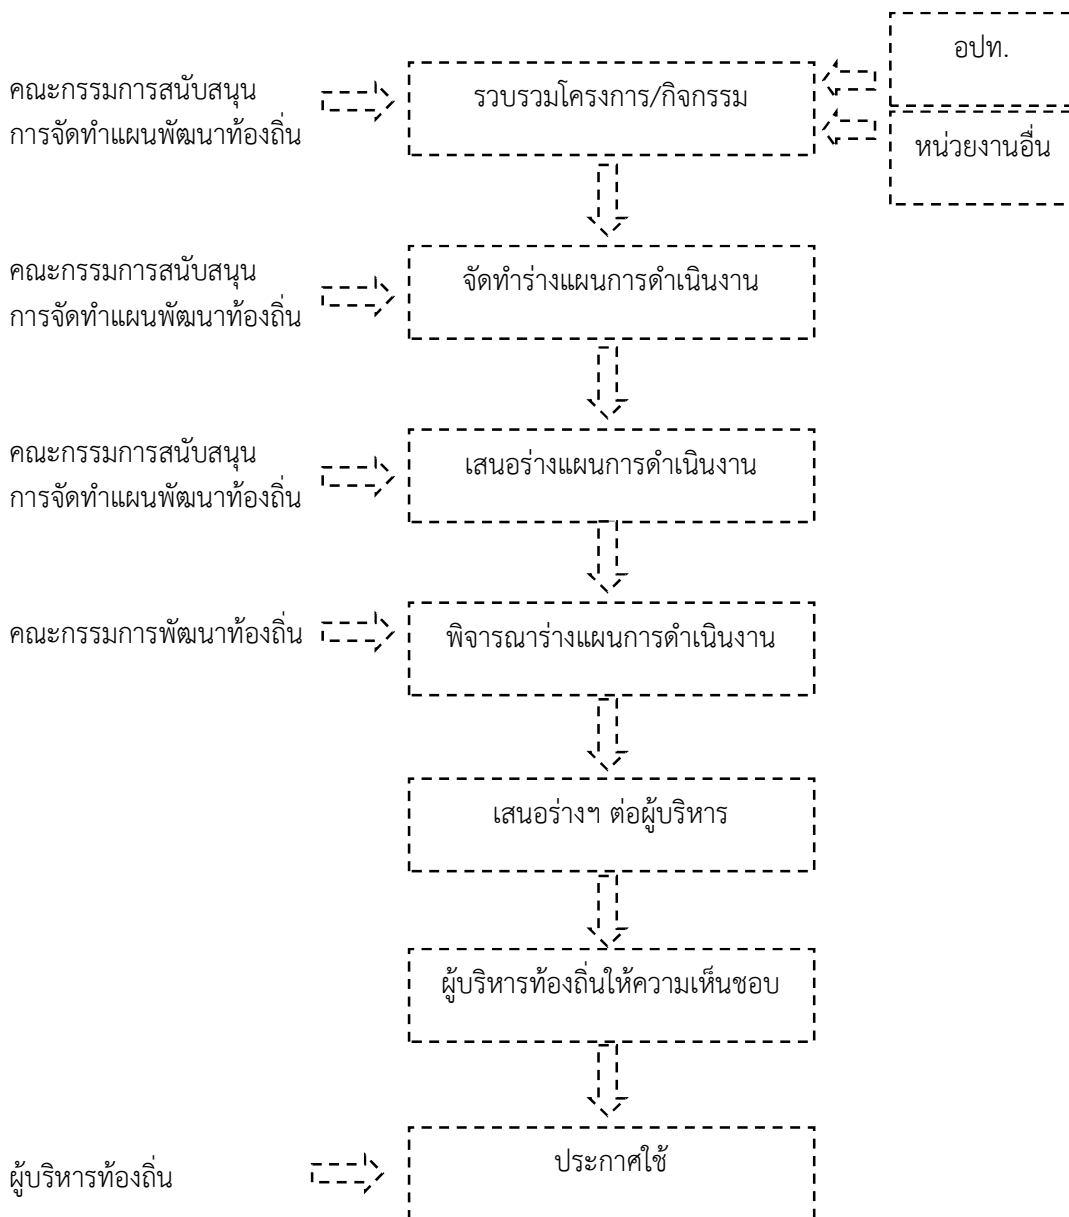 อปท.
คณะกรรมการสนับสนุน
การจัดทำแผนพัฒนาท้องถิ่น
รวบรวมโครงการ/กิจกรรม
หน่วยงานอื่น
คณะกรรมการสนับสนุน
การจัดทำแผนพัฒนาท้องถิ่น
จัดทำร่างแผนการดำเนินงาน
คณะกรรมการสนับสนุน
การจัดทำแผนพัฒนาท้องถิ่น
เสนอร่างแผนการดำเนินงาน
คณะกรรมการพัฒนาท้องถิ่น
พิจารณาร่างแผนการดำเนินงาน
เสนอร่างฯ ต่อผู้บริหาร
ผู้บริหารท้องถิ่นให้ความเห็นชอบ
ผู้บริหารท้องถิ่น
ประกาศใช้